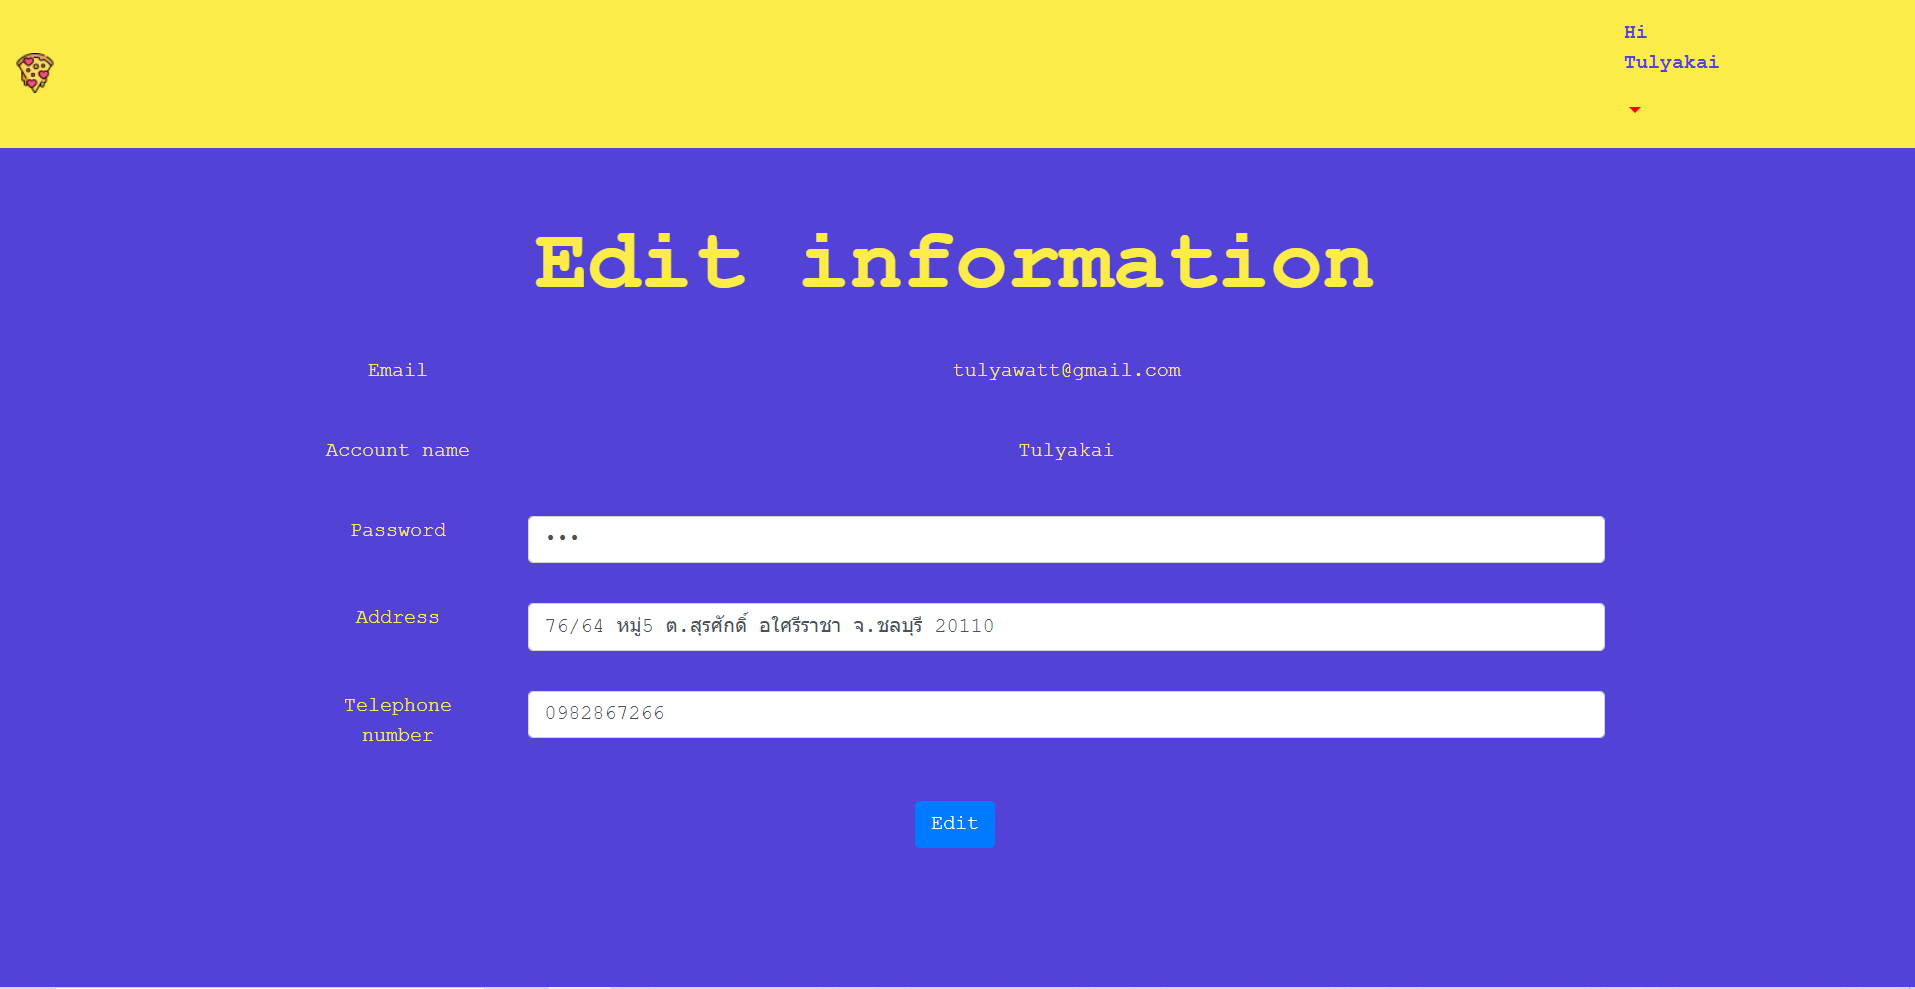 Hi
Tulyakai
Edit information
Email tulyawatt@gmail.com
Account name Tulyakai
Password •••
Address 76/64 หมู่5 ต.สุรศักดิ์ อใศรีราชา จ.ชลบุรี 20110
Telephone
number 0982867266
Edit